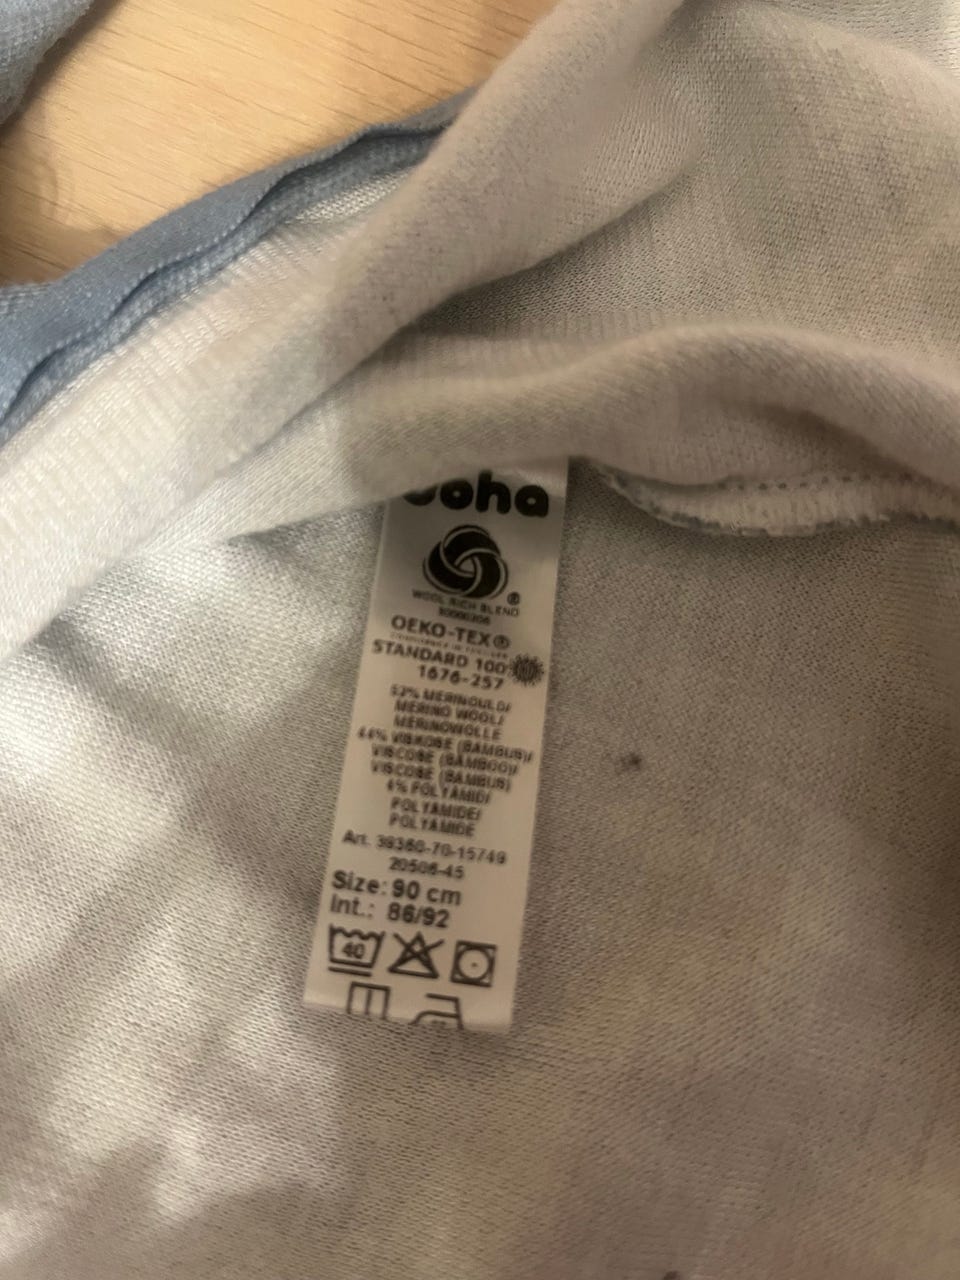 oha
®
WOOL RICH BLEND
OEKO-TEX®
STANDARD 100
1676-257
52% MERINOULD/
MERINO WOOL/
MERINOWOLLE
44% VISKOSE (BAMBUS)/
VISCOSE (BAMBOO)/
VISCOSE (BAMBUS)
4% POLYAMID/
POLYAMIDE/
POLYAMIDE
Art. 39360-70-15749
20506-45
Size: 90 cm
Int.: 86/92
40